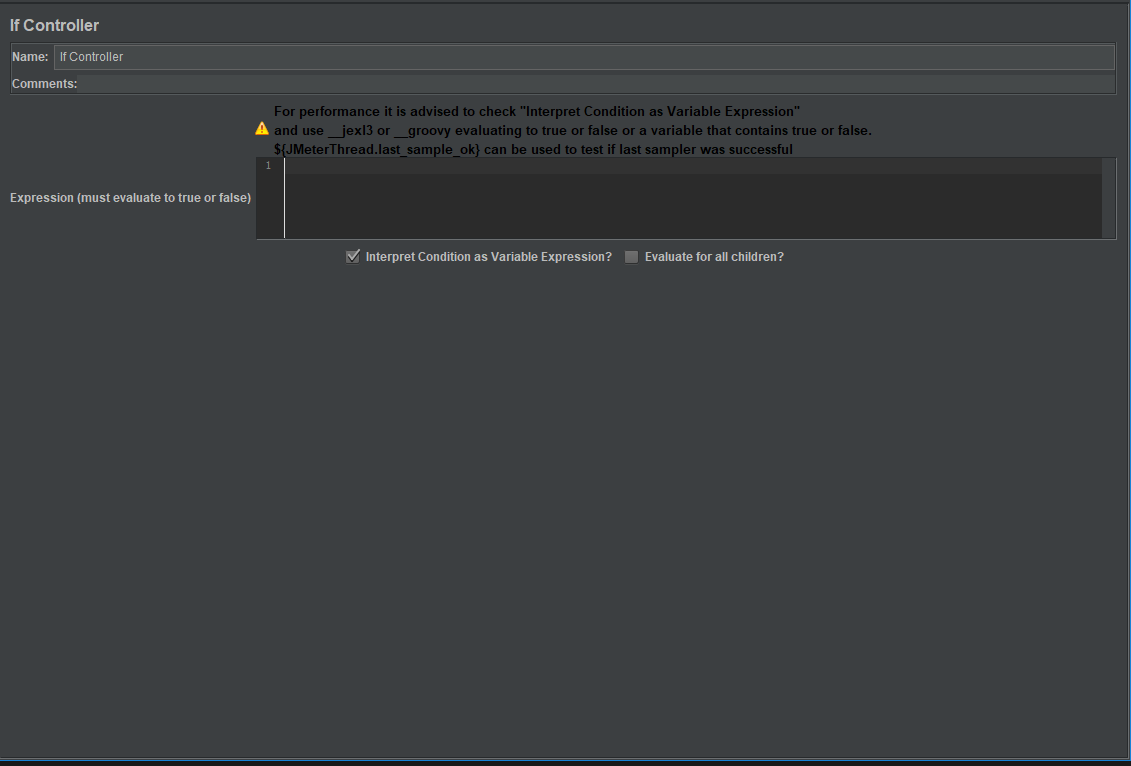 If Controller
Name: If Controller
Comments:
For performance it is advised to check "Interpret Condition as Variable Expression"
and use __jexl3 or __groovy evaluating to true or false or a variable that contains true or false.
${JMeterThread.last_sample_ok} can be used to test if last sampler was successful
1
Expression (must evaluate to true or false)
Interpret Condition as Variable Expression? Evaluate for all children?